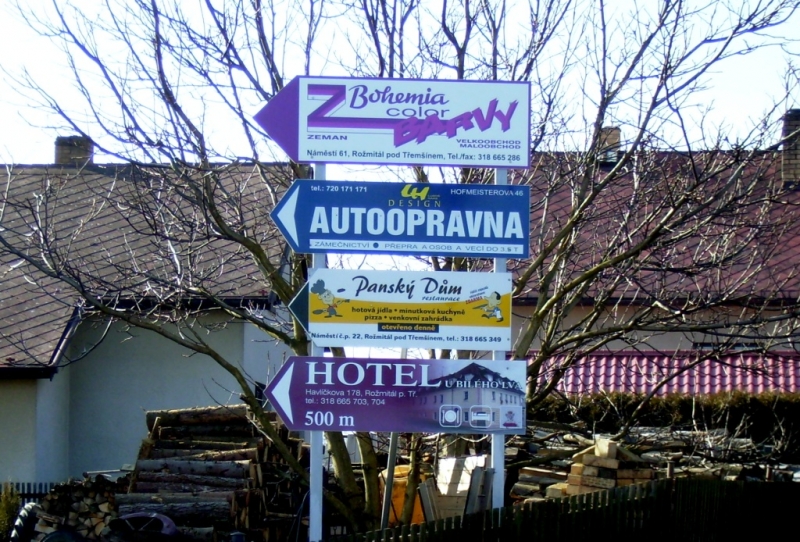 Bohemia
color
BARVY
ZEMAN
VELKOOBCHOD
MALOOBCHOD
Náměstí 61, Rožmitál pod Třemšínem, Tel./fax: 318 665 286
tel.: 720 171 171
LH
DESIGN
HOFMEISTEROVA 46
AUTOOPRAVNA
ZÁMEČNICTVÍ • PŘEPRAVA OSOB A VĚCÍ DO 3,5 T
Panský Dům
restaurace
hotová jídla • minutková kuchyně
pizza • venkovní zahrádka
otevřeno denně
Náměstí č.p. 22, Rožmitál pod Třemšínem, tel.: 318 665 349
HOTEL U BÍLÉHO LVA
Havlíčkova 178, Rožmitál p. Tř.
tel.: 318 665 703, 704
500 m